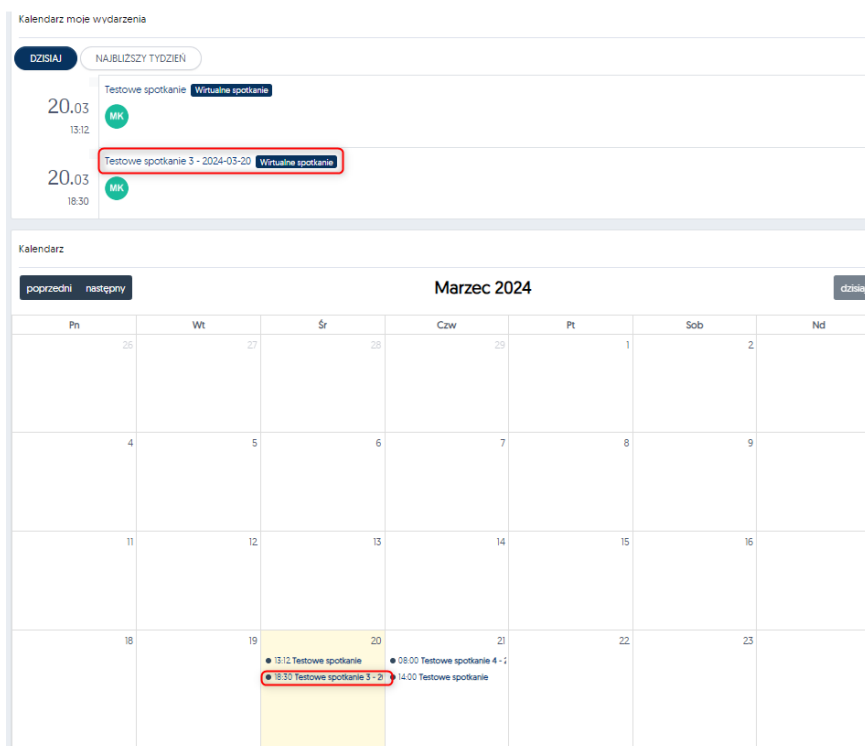 Kalendarz moje wydarzenia
DZISIAJ NAJBLIŻSZY TYDZIEŃ
Testowe spotkanie Wirtualne spotkanie
20.03
MK
13:12
Testowe spotkanie 3 - 2024-03-20 Wirtualne spotkanie
20.03
MK
18:30
Kalendarz
poprzedni następny Marzec 2024 dzisia
Pn Wt Śr Czw Pt Sob Nd
26 27 28 29 1 2
4 5 6 7 8 9
11 12 13 14 15 16
18 19 20 21 22 23
13:12 Testowe spotkanie 08:00 Testowe spotkanie 4 - 2
18:30 Testowe spotkanie 3 - 20 14:00 Testowe spotkanie